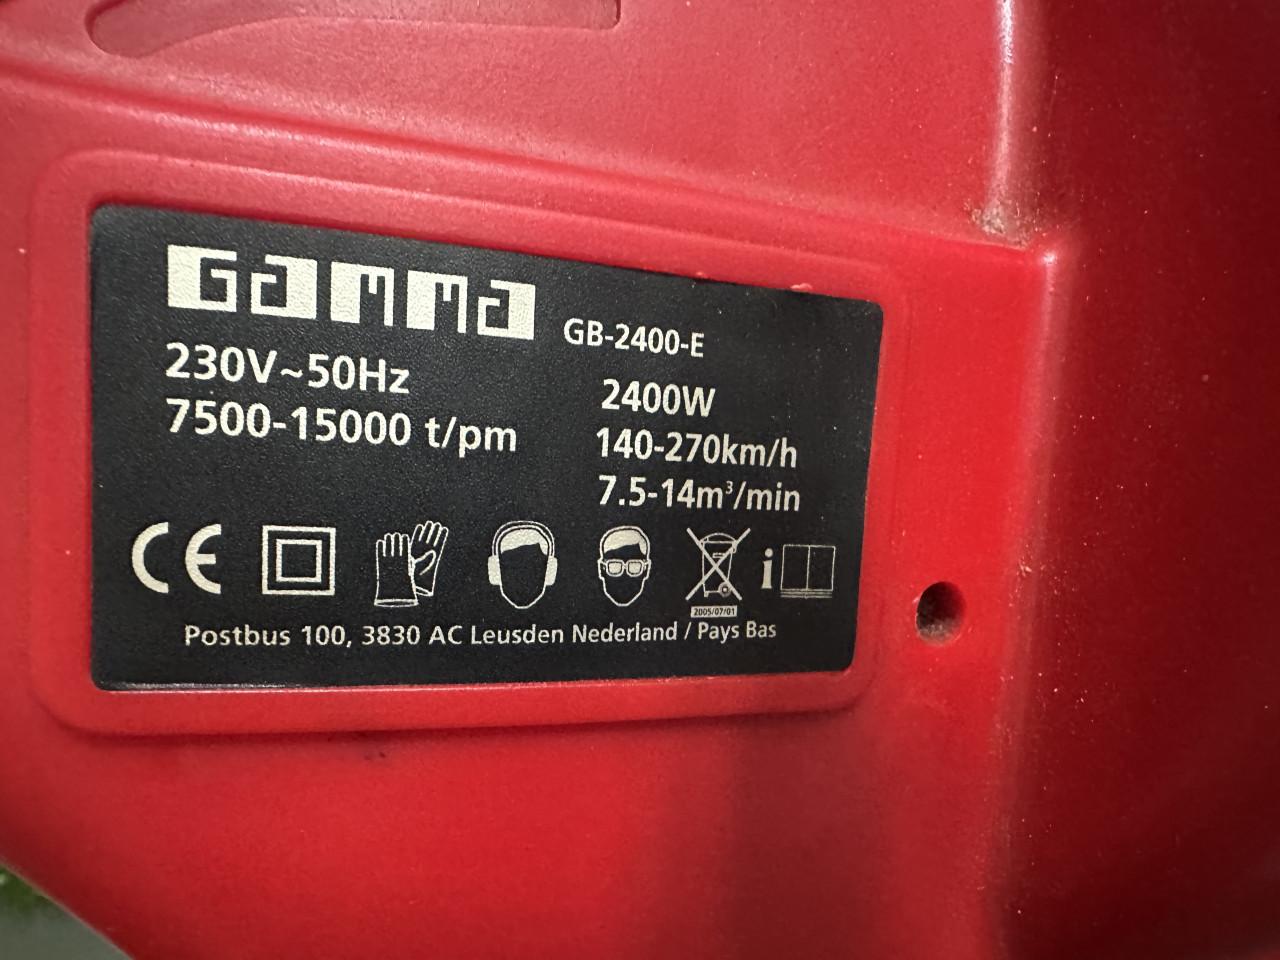 GAMMA
GB-2400-E
230V~50Hz
2400W
7500-15000 t/pm
140-270km/h
7.5-14m³/min
CE
2005/07/01
i
Postbus 100, 3830 AC Leusden Nederland / Pays Bas